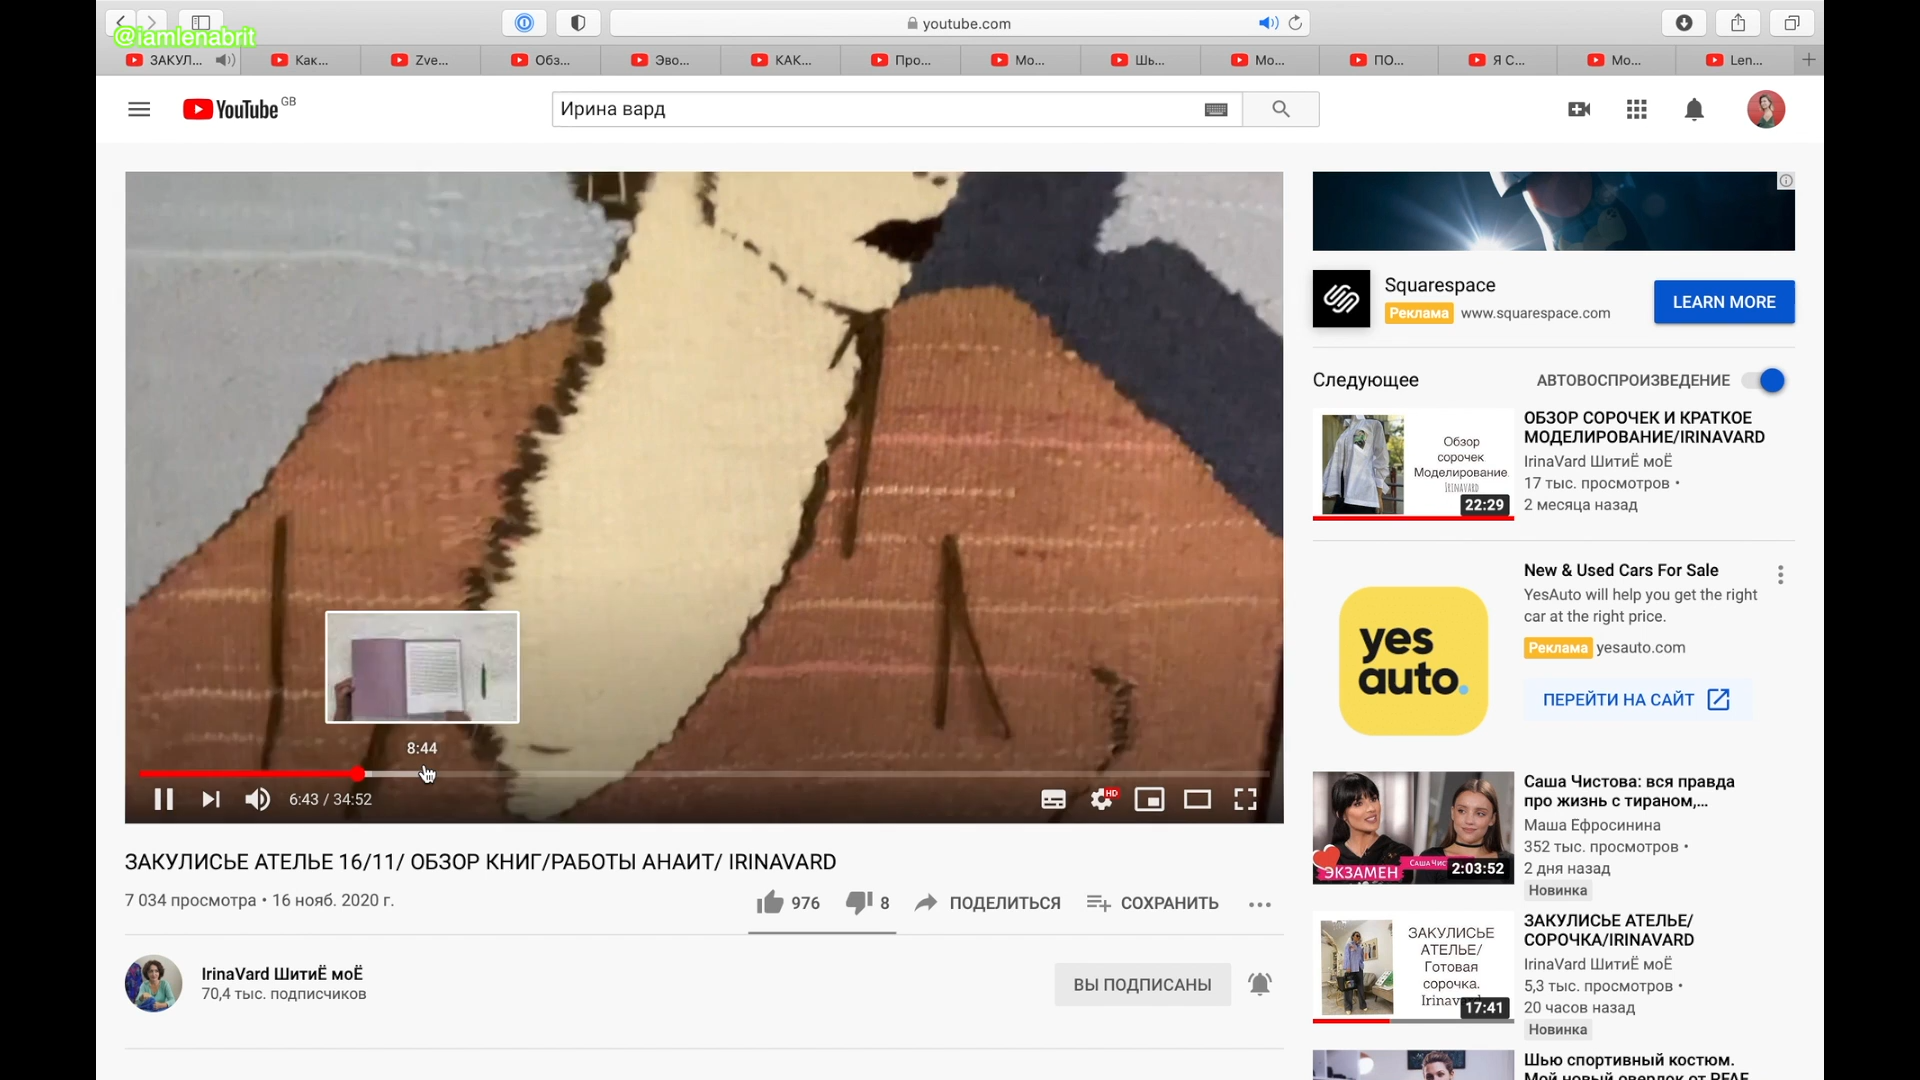 youtube.com
@iamlenabrit
ЗАКУЛ...
Как...
Zve...
Обз...
Эво...
КАК...
Про...
Мо...
Шь...
Мо...
ПО...
Я С...
Мо...
Len...
YouTube GB
Ирина вард
Squarespace
Реклама www.squarespace.com
LEARN MORE
Следующее
АВТОВОСПРОИЗВЕДЕНИЕ
Обзор
сорочек
Моделирование.
IRINAVARD
22:29
ОБЗОР СОРОЧЕК И КРАТКОЕ
МОДЕЛИРОВАНИЕ/IRINAVARD
IrinaVard ШитиЁ моЁ
17 тыс. просмотров •
2 месяца назад
yes
auto.
New & Used Cars For Sale
YesAuto will help you get the right
car at the right price.
Реклама yesauto.com
ПЕРЕЙТИ НА САЙТ
8:44
6:43 / 34:52
HD
ЭКЗАМЕН
2:03:52
Саша Чистова: вся правда
про жизнь с тираном,...
Маша Ефросинина
352 тыс. просмотров •
2 дня назад
Новинка
ЗАКУЛИСЬЕ АТЕЛЬЕ 16/11/ ОБЗОР КНИГ/РАБОТЫ АНАИТ/ IRINAVARD
7 034 просмотра • 16 нояб. 2020 г.
976
8
ПОДЕЛИТЬСЯ
СОХРАНИТЬ
IrinaVard ШитиЁ моЁ
70,4 тыс. подписчиков
ВЫ ПОДПИСАНЫ
ЗАКУЛИСЬЕ
АТЕЛЬЕ/
Готовая
сорочка.
17:41
ЗАКУЛИСЬЕ АТЕЛЬЕ/
СОРОЧКА/IRINAVARD
IrinaVard ШитиЁ моЁ
5,3 тыс. просмотров •
20 часов назад
Новинка
Шью спортивный костюм.
Мой новый оверлок от PFAF